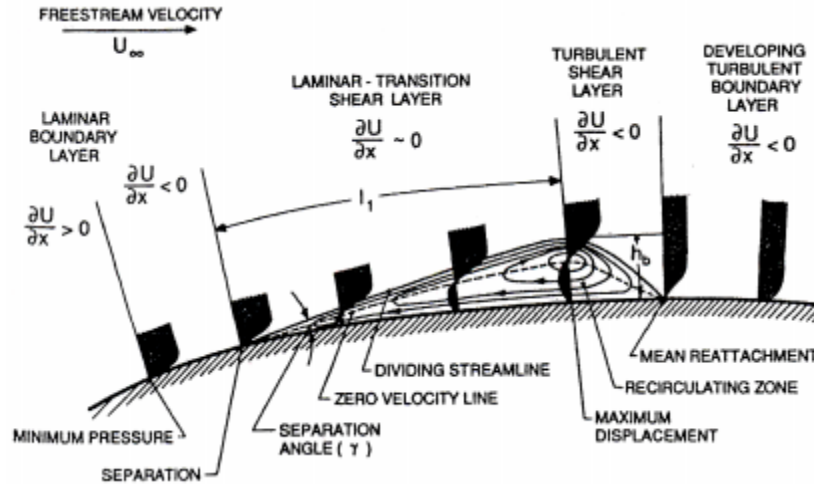 FREESTREAM VELOCITY
U∞
LAMINAR
BOUNDARY
LAYER
∂U/∂x > 0
∂U/∂x < 0
LAMINAR - TRANSITION
SHEAR LAYER
∂U/∂x ~ 0
l₁
TURBULENT
SHEAR
LAYER
∂U/∂x < 0
DEVELOPING
TURBULENT
BOUNDARY
LAYER
∂U/∂x < 0
h_b
MINIMUM PRESSURE
SEPARATION
SEPARATION
ANGLE ( γ )
ZERO VELOCITY LINE
DIVIDING STREAMLINE
MEAN REATTACHMENT
RECIRCULATING ZONE
MAXIMUM
DISPLACEMENT